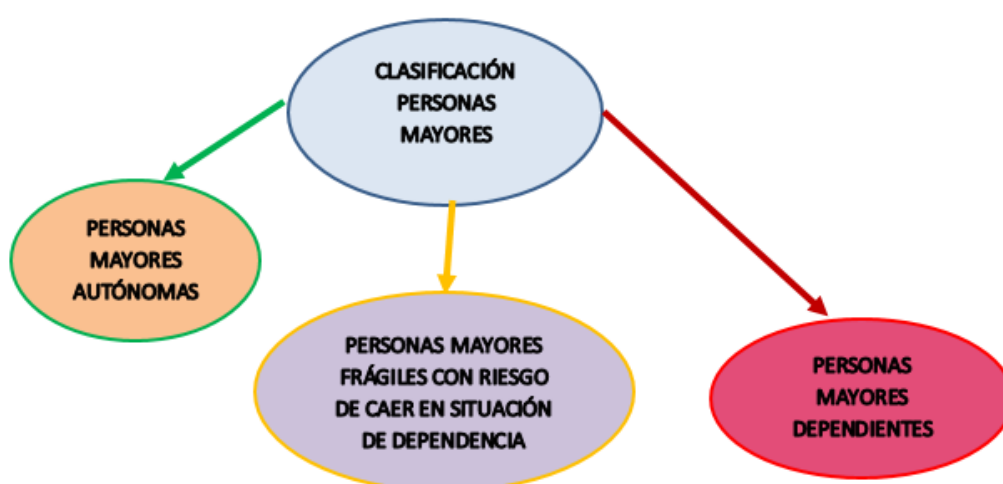 CLASIFICACIÓN
PERSONAS
MAYORES
PERSONAS
MAYORES
AUTÓNOMAS
PERSONAS MAYORES
FRÁGILES CON RIESGO
DE CAER EN SITUACIÓN
DE DEPENDENCIA
PERSONAS
MAYORES
DEPENDIENTES